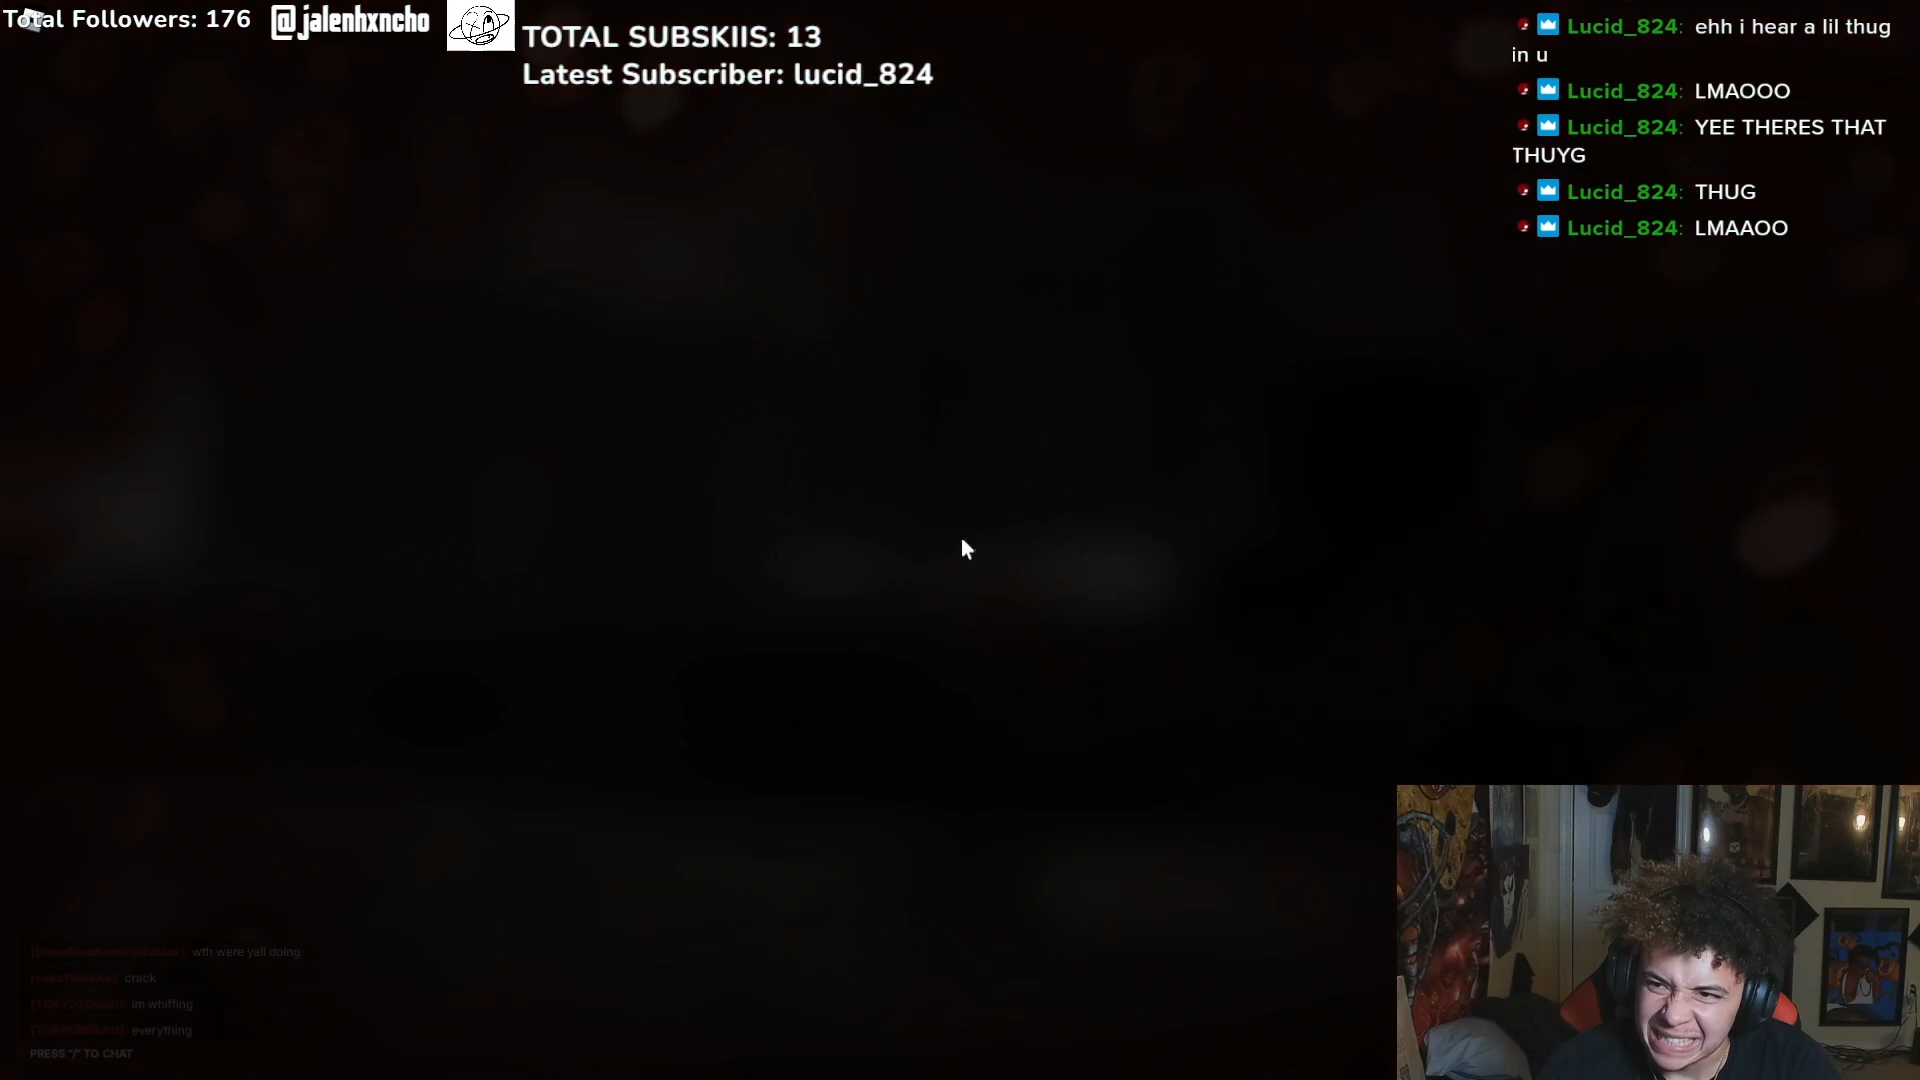 Total Followers: 176
@jalenhxncho
TOTAL SUBSKIIS: 13
Latest Subscriber: lucid_824
Lucid_824: ehh i hear a lil thug
in u
Lucid_824: LMAOOO
Lucid_824: YEE THERES THAT
THUYG
Lucid_824: THUG
Lucid_824: LMAAOO
wth were yall doing
crack
im whiffing
everything
PRESS "/" TO CHAT